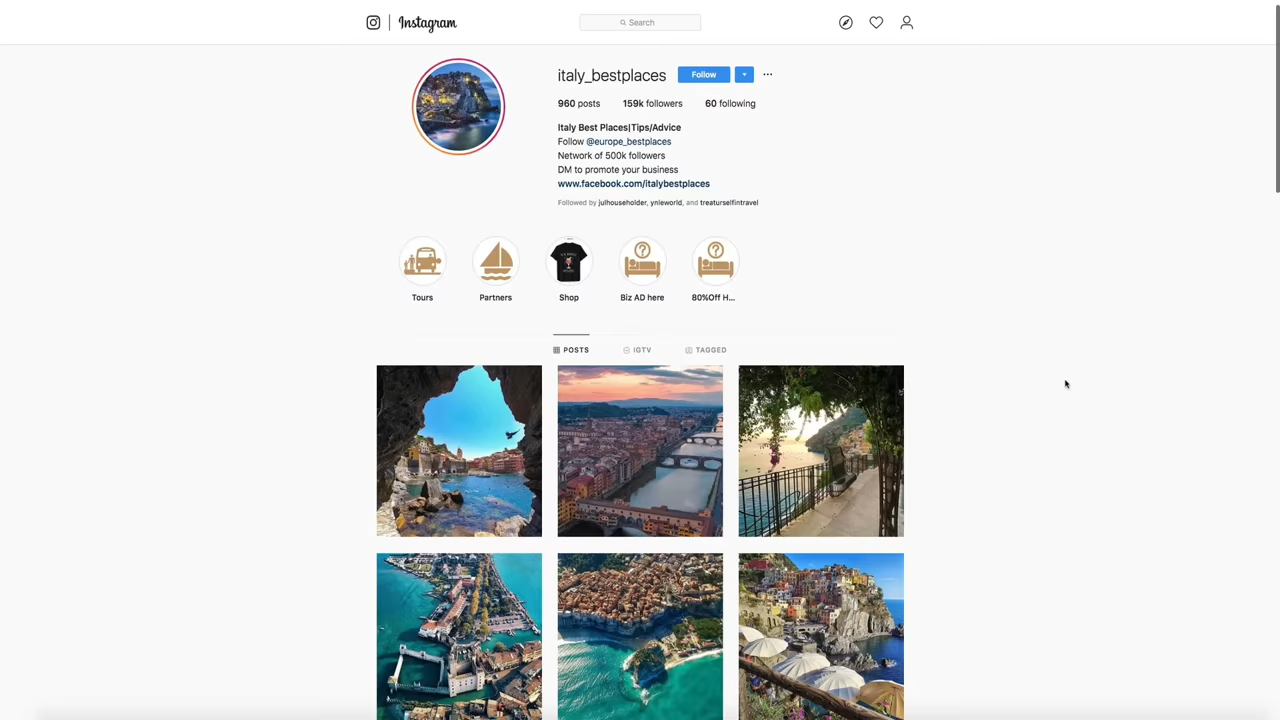 Instagram
Search
italy_bestplaces Follow
960 posts 159k followers 60 following
Italy Best Places|Tips/Advice
Follow @europe_bestplaces
Network of 500k followers
DM to promote your business
www.facebook.com/italybestplaces
Followed by julhouseholder, ynleworld, and treaturselfintravel
Tours Partners Shop Biz AD here 80%Off H...
POSTS IGTV TAGGED